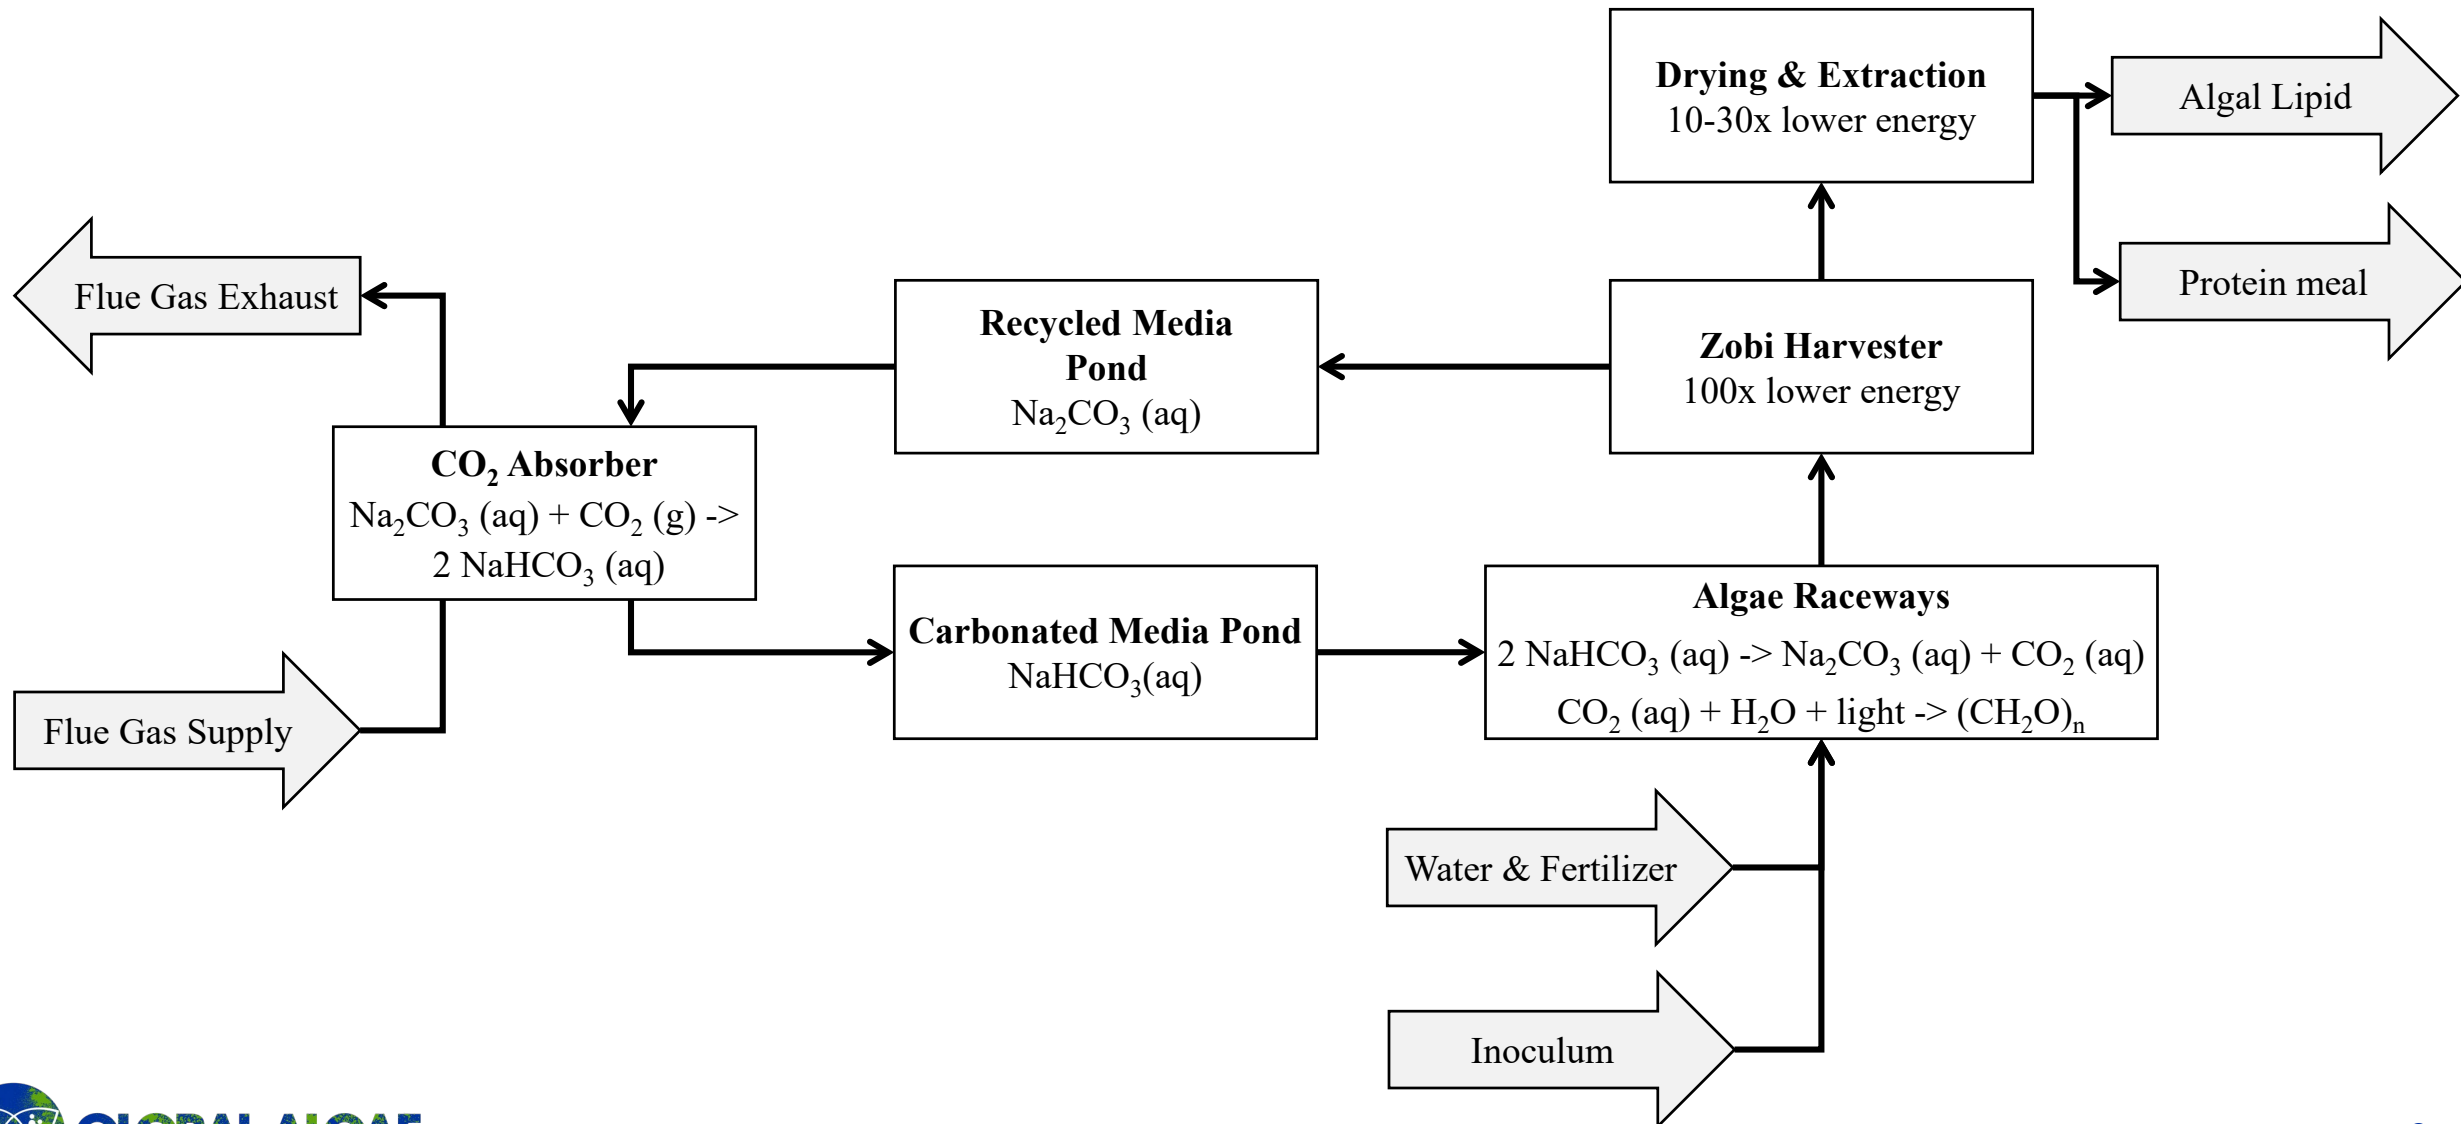 Drying & Extraction
10-30x lower energy
Algal Lipid
Protein meal
Flue Gas Exhaust
Recycled Media
Pond
Na₂CO₃ (aq)
Zobi Harvester
100x lower energy
CO₂ Absorber
Na₂CO₃ (aq) + CO₂ (g) ->
2 NaHCO₃ (aq)
Carbonated Media Pond
NaHCO₃(aq)
Algae Raceways
2 NaHCO₃ (aq) -> Na₂CO₃ (aq) + CO₂ (aq)
CO₂ (aq) + H₂O + light -> (CH₂O)ₙ
Flue Gas Supply
Water & Fertilizer
Inoculum
GLOBAL ALGAE